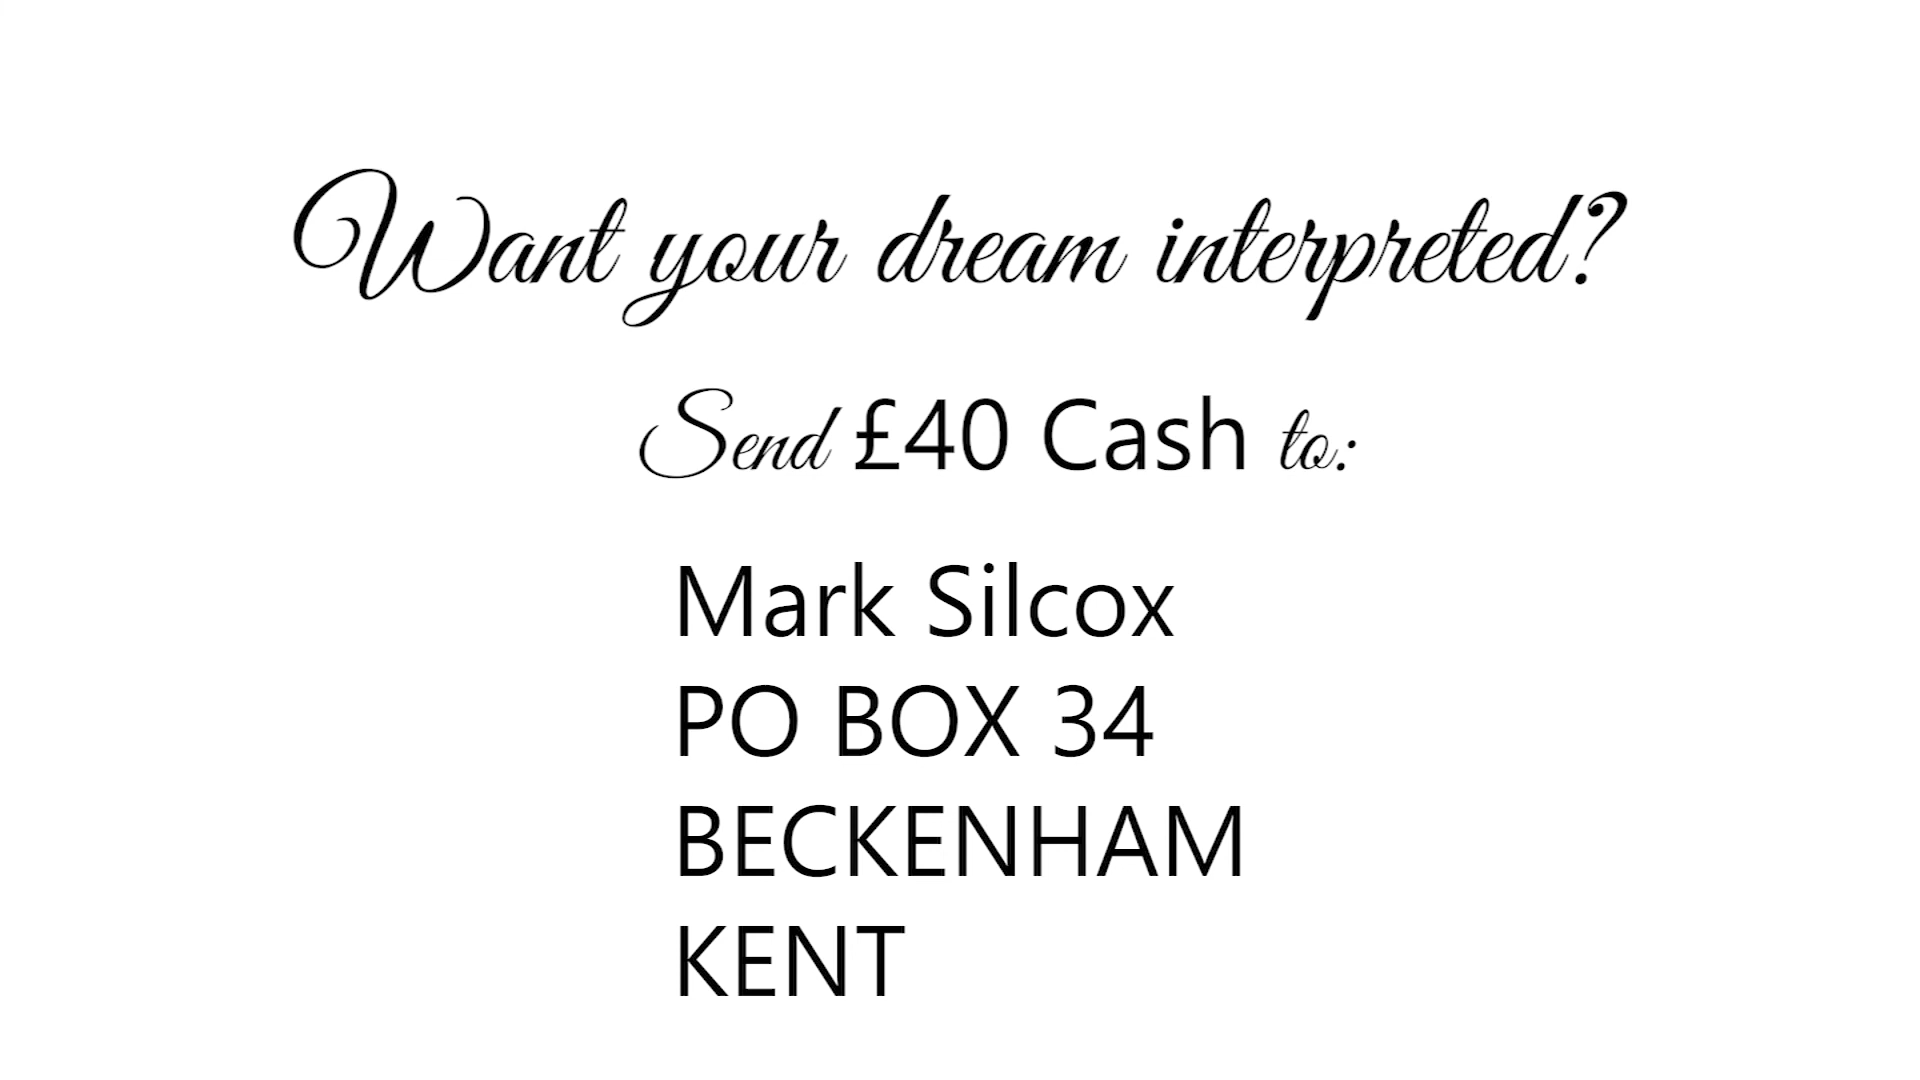 Want your dream interpreted?
Send £40 Cash to:
Mark Silcox
PO BOX 34
BECKENHAM
KENT